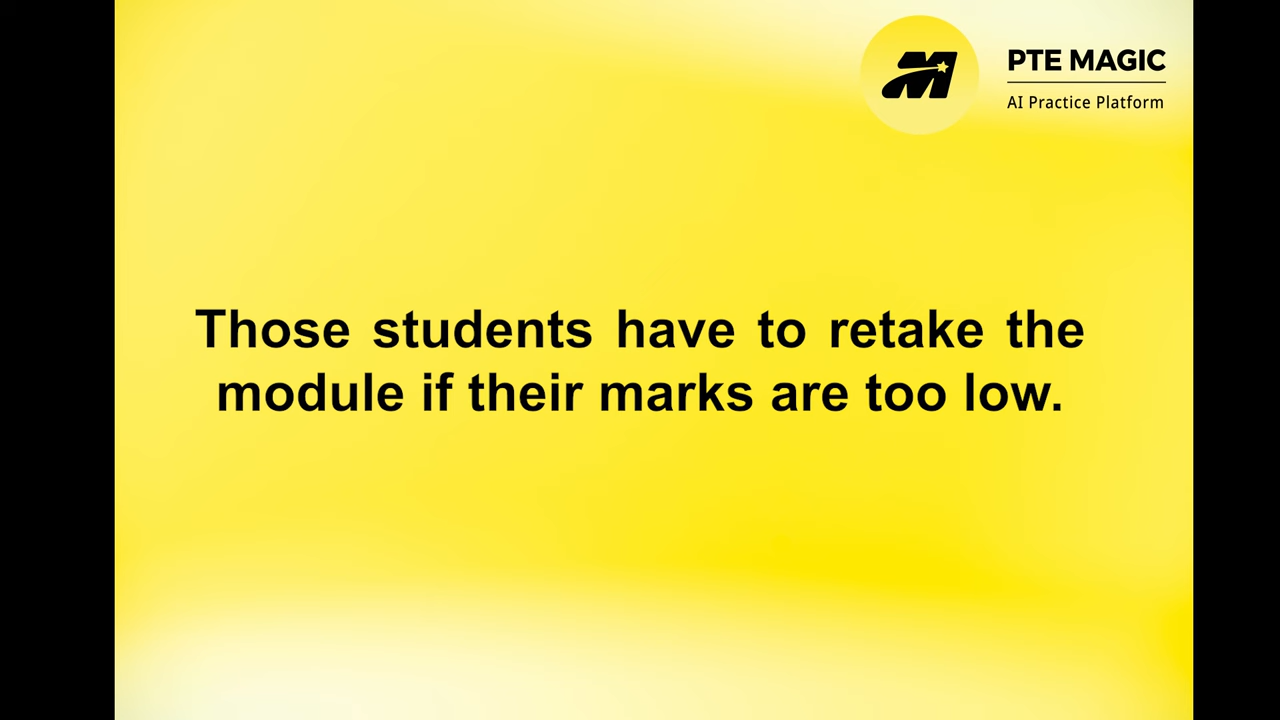 PTE MAGIC
AI Practice Platform
Those students have to retake the
module if their marks are too low.